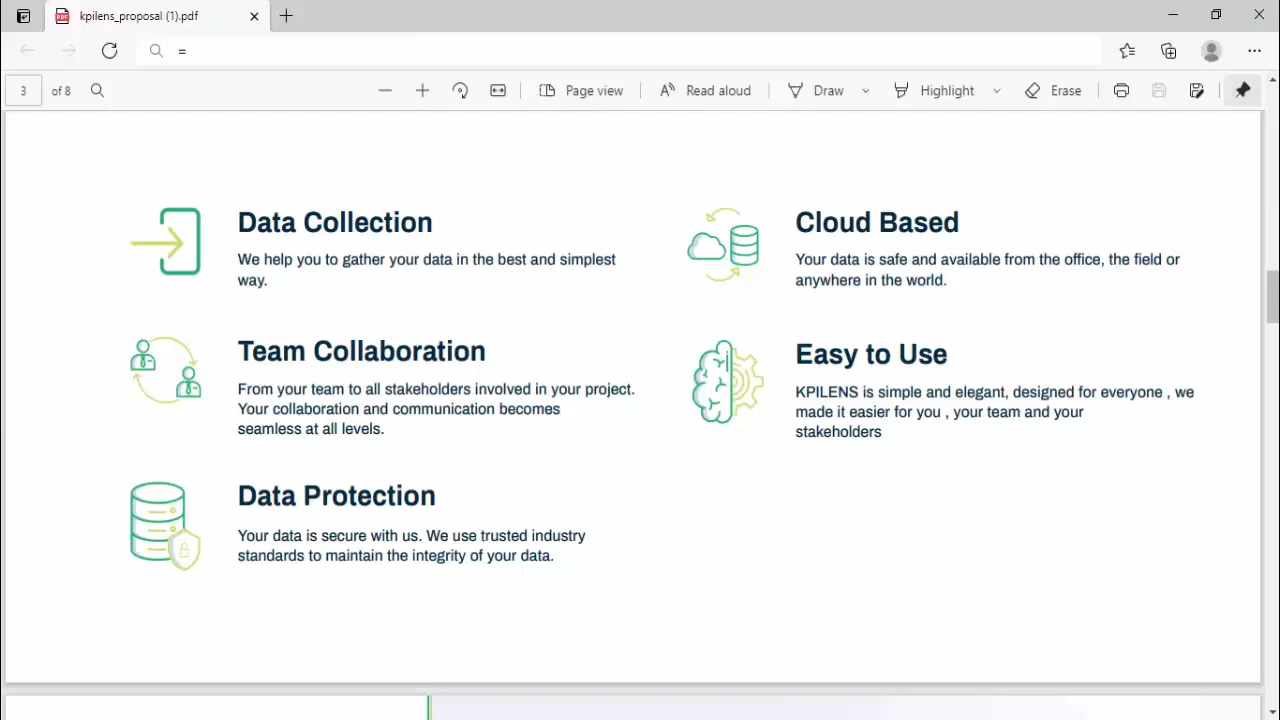 kpilens_proposal (1).pdf
=
3 of 8
Page view
Read aloud
Draw
Highlight
Erase
Data Collection
We help you to gather your data in the best and simplest
way.
Team Collaboration
From your team to all stakeholders involved in your project.
Your collaboration and communication becomes
seamless at all levels.
Data Protection
Your data is secure with us. We use trusted industry
standards to maintain the integrity of your data.
Cloud Based
Your data is safe and available from the office, the field or
anywhere in the world.
Easy to Use
KPILENS is simple and elegant, designed for everyone , we
made it easier for you , your team and your
stakeholders